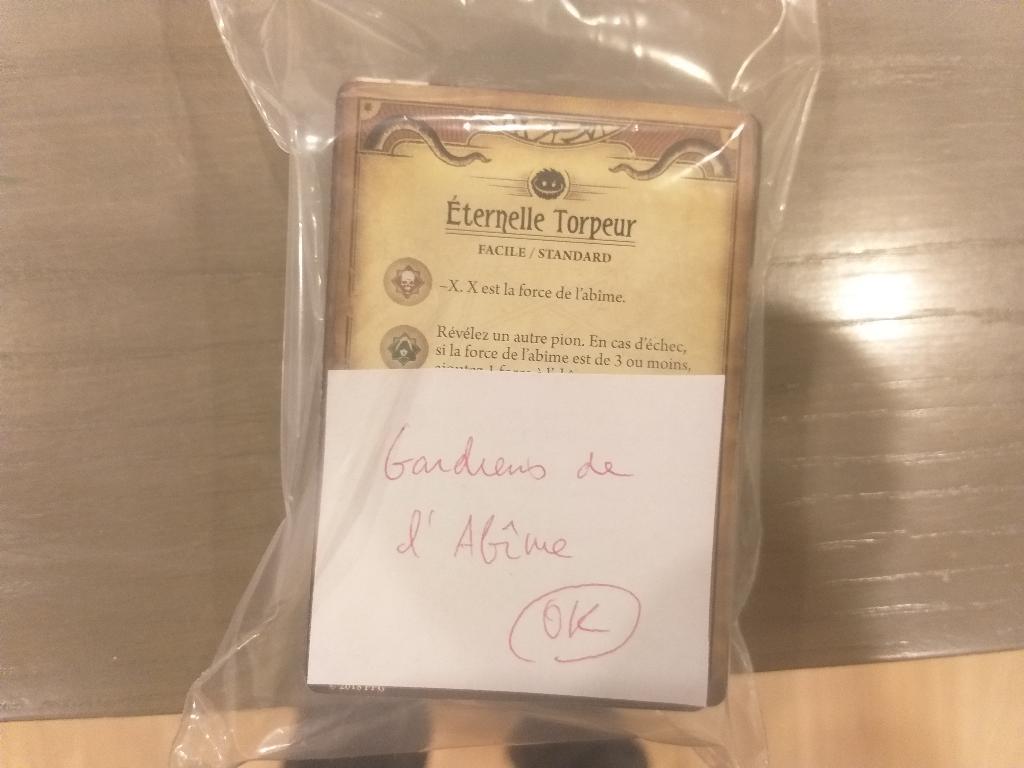 Éternelle Torpeur
FACILE / STANDARD
–X. X est la force de l'abîme.
Révélez un autre pion. En cas d'échec,
si la force de l'abîme est de 3 ou moins,
Gardiens de
l'Abîme
OK
© 2018 FFG